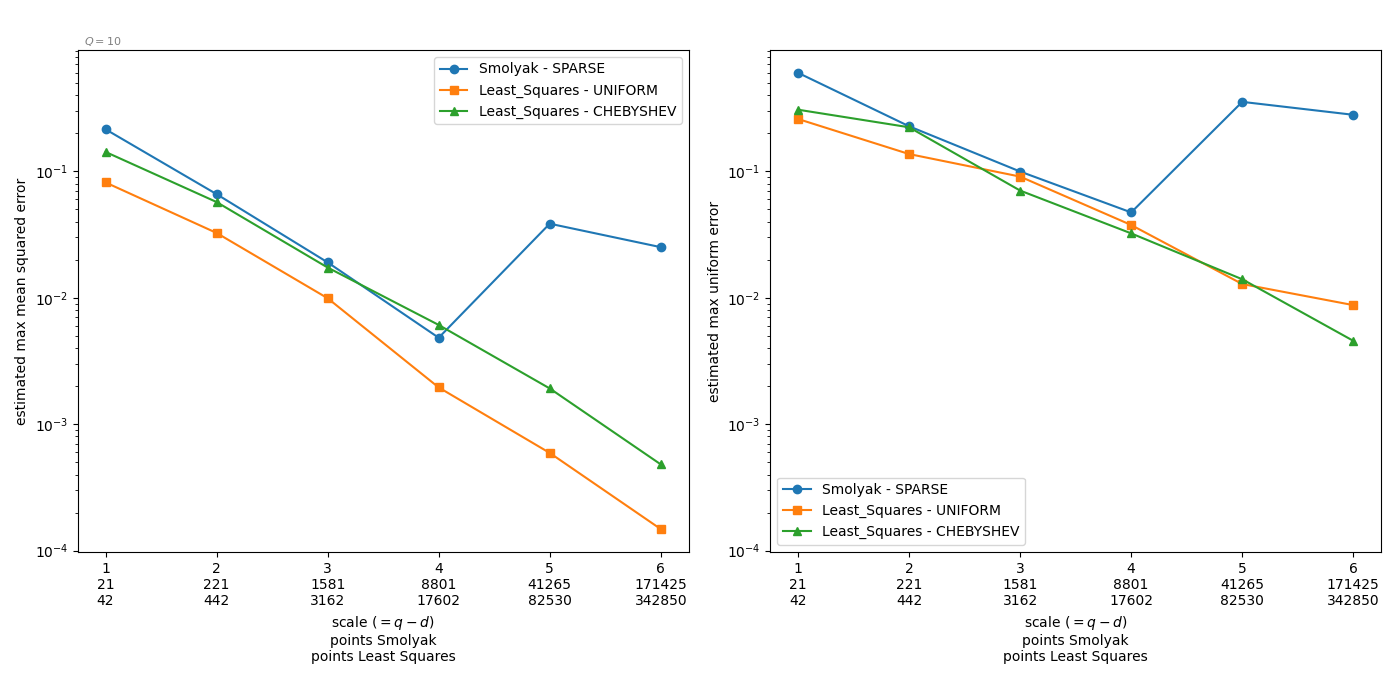 Q = 10
estimated max mean squared error
10⁻¹
10⁻²
10⁻³
10⁻⁴
Smolyak - SPARSE
Least_Squares - UNIFORM
Least_Squares - CHEBYSHEV
1 2 3 4 5 6
21 221 1581 8801 41265 171425
42 442 3162 17602 82530 342850
scale (= q − d)
points Smolyak
points Least Squares
estimated max uniform error
10⁻¹
10⁻²
10⁻³
10⁻⁴
Smolyak - SPARSE
Least_Squares - UNIFORM
Least_Squares - CHEBYSHEV
1 2 3 4 5 6
21 221 1581 8801 41265 171425
42 442 3162 17602 82530 342850
scale (= q − d)
points Smolyak
points Least Squares